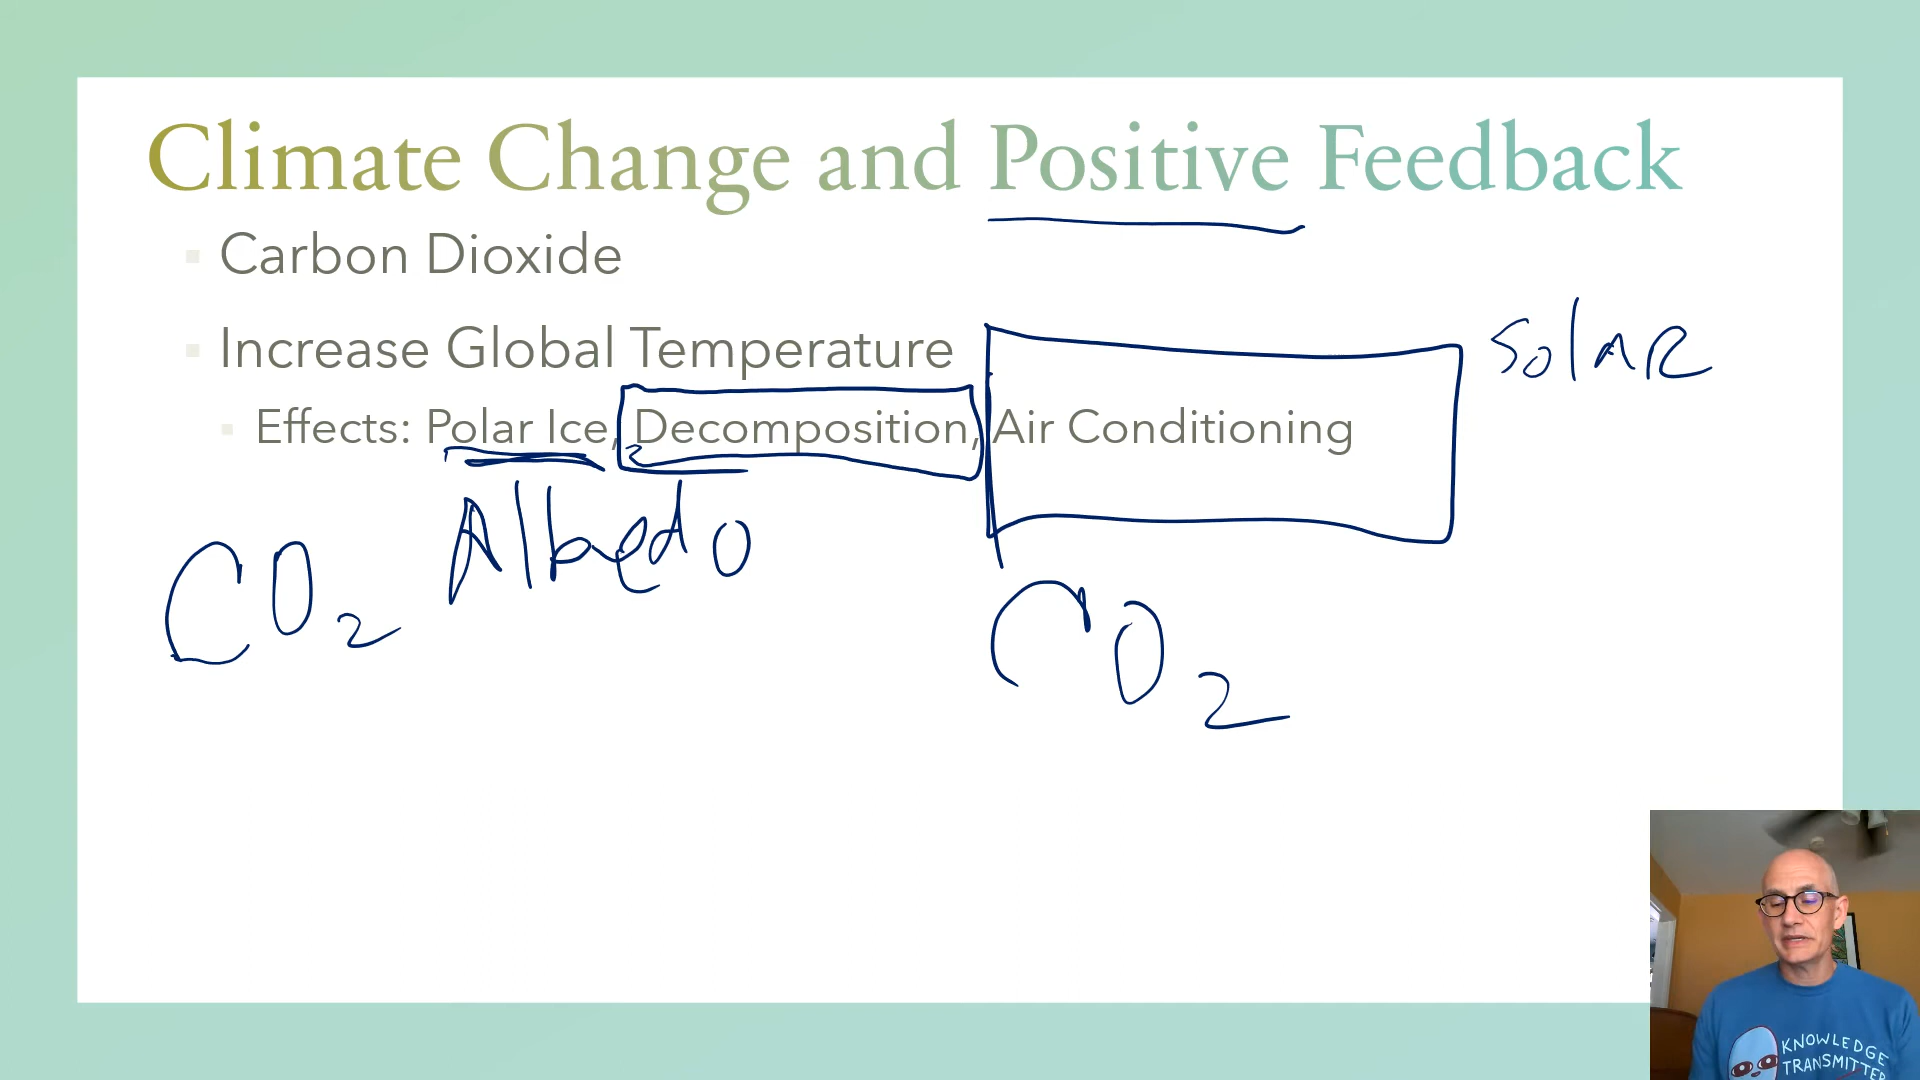 Climate Change and Positive Feedback
Carbon Dioxide
Increase Global Temperature
Solar
Effects: Polar Ice, Decomposition, Air Conditioning
Albedo
CO2
CO2
KNOWLEDGE
TRANSMITTER